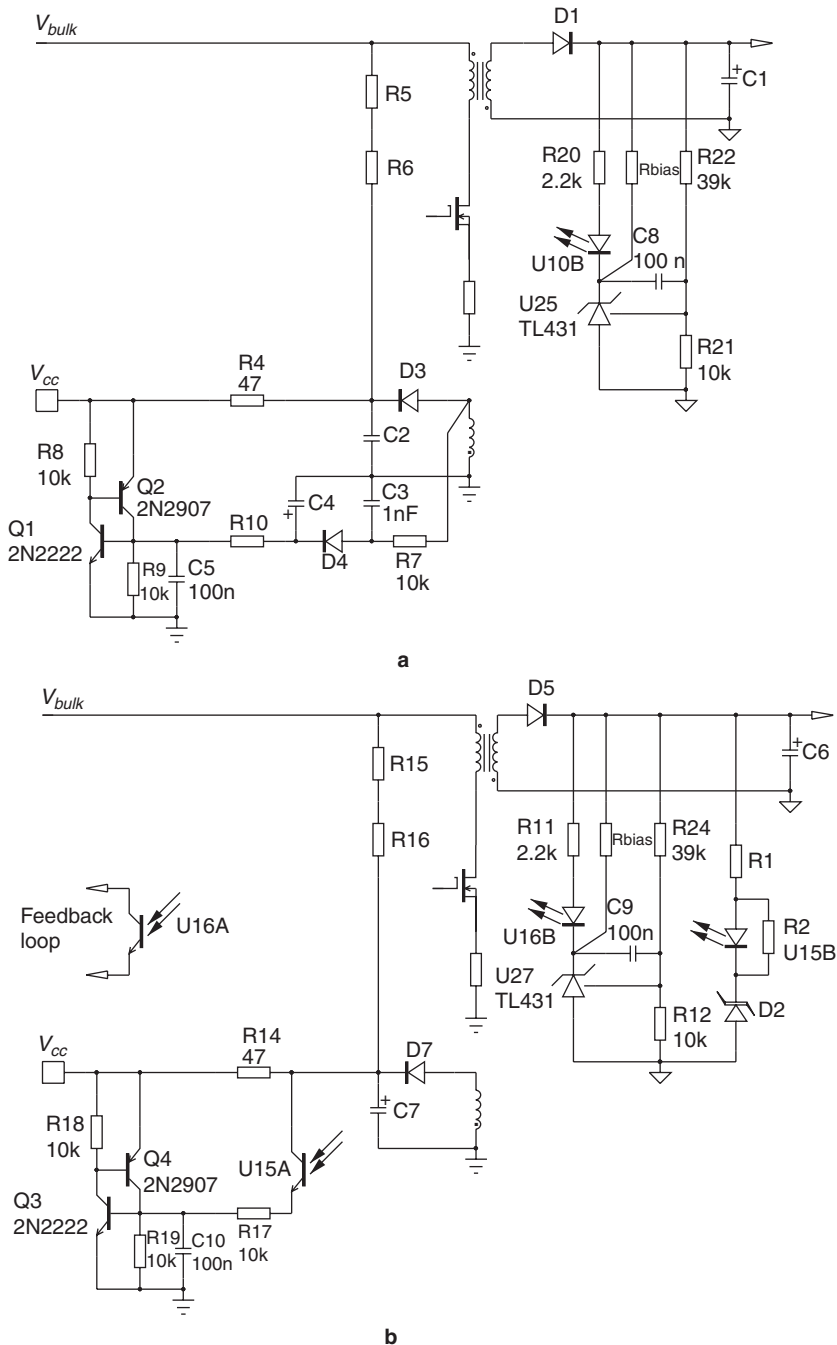 V_bulk
D1
+
C1
R5
R6
R20
2.2k
Rbias
R22
39k
C8
100 n
U10B
U25
TL431
R21
10k
V_cc
R4
47
D3
C2
R8
10k
Q2
2N2907
C4
+
C3
1nF
R10
Q1
2N2222
D4
R7
10k
R9
10k
C5
100n
a
V_bulk
D5
+
C6
R15
R16
R11
2.2k
Rbias
R24
39k
R1
Feedback
loop
U16A
C9
100n
U16B
R2
U15B
U27
TL431
D2
R12
10k
V_cc
R14
47
D7
+
C7
R18
10k
Q4
2N2907
U15A
Q3
2N2222
R19
10k
C10
100n
R17
10k
b